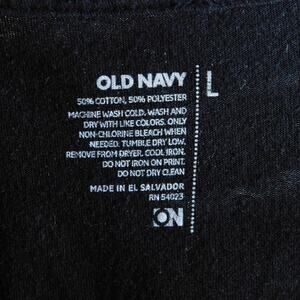 OLD NAVY
L
50% COTTON, 50% POLYESTER
MACHINE WASH COLD. WASH AND
DRY WITH LIKE COLORS. ONLY
NON-CHLORINE BLEACH WHEN
NEEDED. TUMBLE DRY LOW.
REMOVE FROM DRYER. COOL IRON.
DO NOT IRON ON PRINT.
DO NOT DRY CLEAN
MADE IN EL SALVADOR
RN 54023
ON